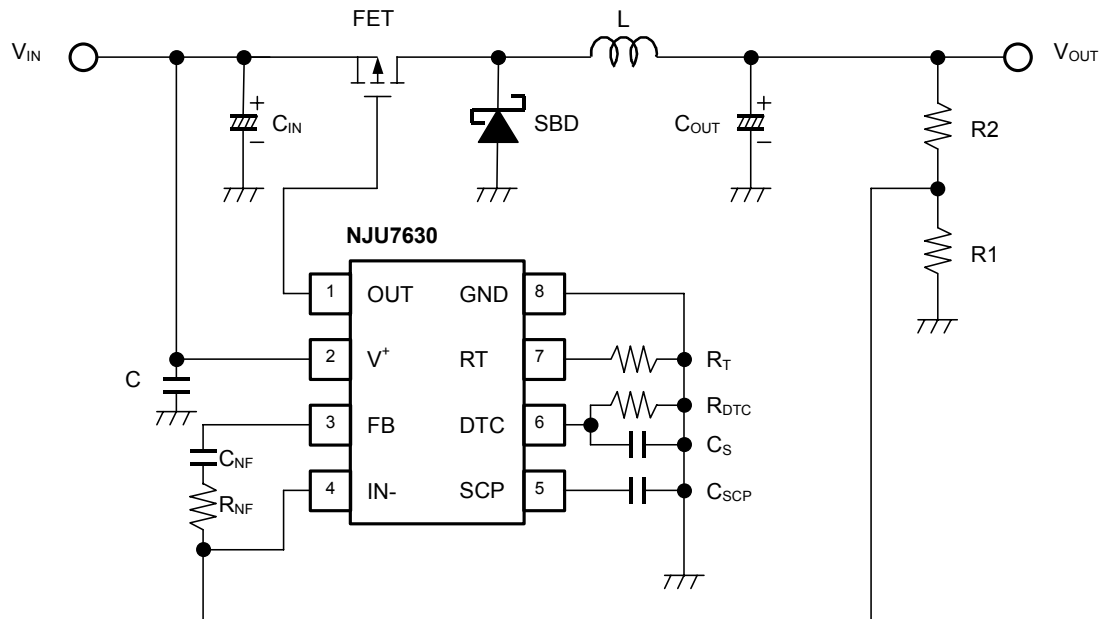 FET
L
V_IN
V_OUT
+
C_IN
−
SBD
C_OUT
+
−
R2
NJU7630
R1
1 OUT GND 8
2 V⁺ RT 7
R_T
C
R_DTC
3 FB DTC 6
C_NF
C_S
4 IN- SCP 5
R_NF
C_SCP